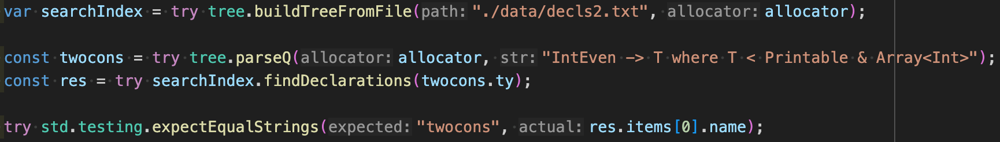 var searchIndex = try tree.buildTreeFromFile(path: "./data/decls2.txt", allocator: allocator);
const twocons = try tree.parseQ(allocator: allocator, str: "IntEven -> T where T < Printable & Array<Int>");
const res = try searchIndex.findDeclarations(twocons.ty);
try std.testing.expectEqualStrings(expected: "twocons", actual: res.items[0].name);